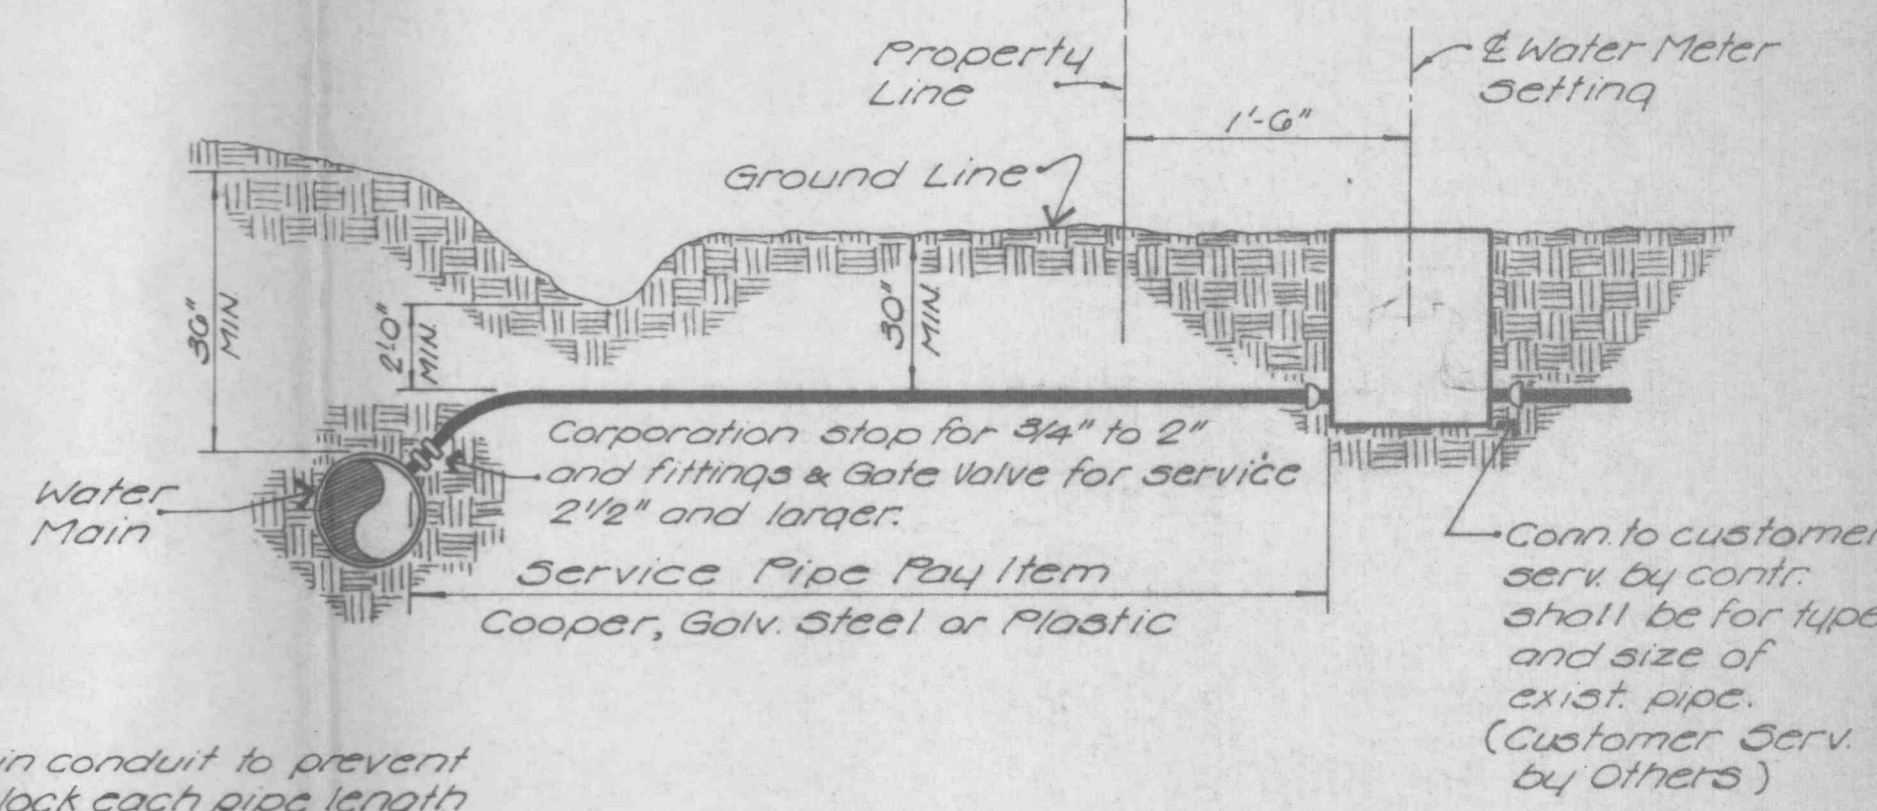 Property
Line
℄ Water Meter
Setting
1'-6"
Ground Line
36"
MIN
2'-0"
MIN.
30"
MIN.
Corporation stop for 3/4" to 2"
and fittings & Gate Valve for service
2 1/2" and larger.
Water
Main
Service Pipe Pay Item
Cooper, Galv. Steel or Plastic
Conn. to customer
serv. by contr.
shall be for type
and size of
exist. pipe.
(Customer Serv.
by Others)
in conduit to prevent
lock each pipe length